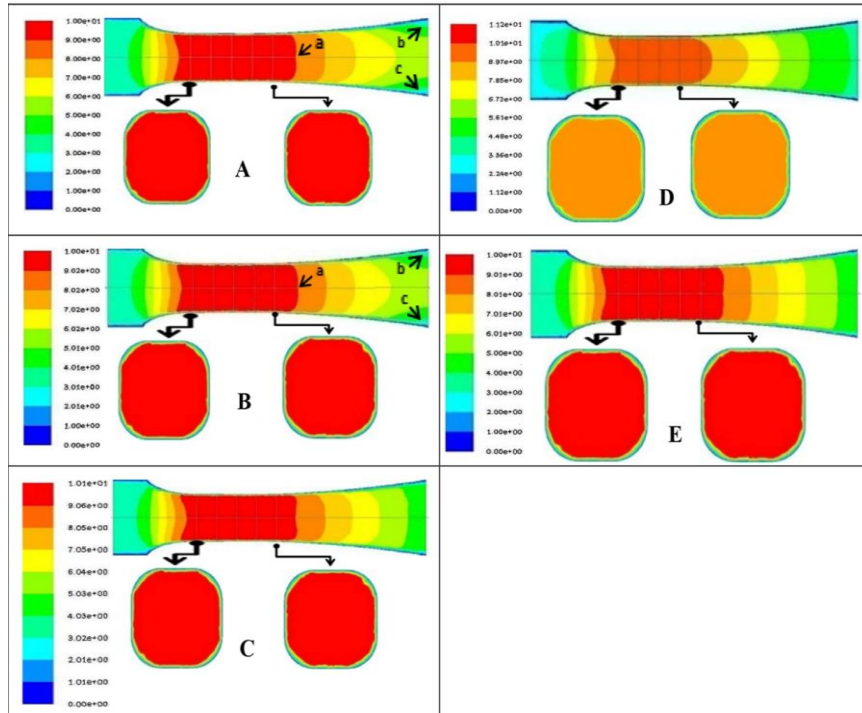 1.00e+01
9.00e+00
8.00e+00
7.00e+00
6.00e+00
5.00e+00
4.00e+00
3.00e+00
2.00e+00
1.00e+00
0.00e+00
a
b
c
A
1.12e+01
1.01e+01
8.97e+00
7.85e+00
6.73e+00
5.61e+00
4.48e+00
3.36e+00
2.24e+00
1.12e+00
0.00e+00
D
1.00e+01
9.02e+00
8.02e+00
7.02e+00
6.02e+00
5.01e+00
4.01e+00
3.01e+00
2.01e+00
1.00e+00
0.00e+00
a
b
c
B
1.00e+01
9.01e+00
8.01e+00
7.01e+00
6.01e+00
5.01e+00
4.00e+00
3.00e+00
2.00e+00
1.00e+00
0.00e+00
E
1.01e+01
9.06e+00
8.05e+00
7.05e+00
6.04e+00
5.03e+00
4.03e+00
3.02e+00
2.01e+00
1.01e+00
0.00e+00
C